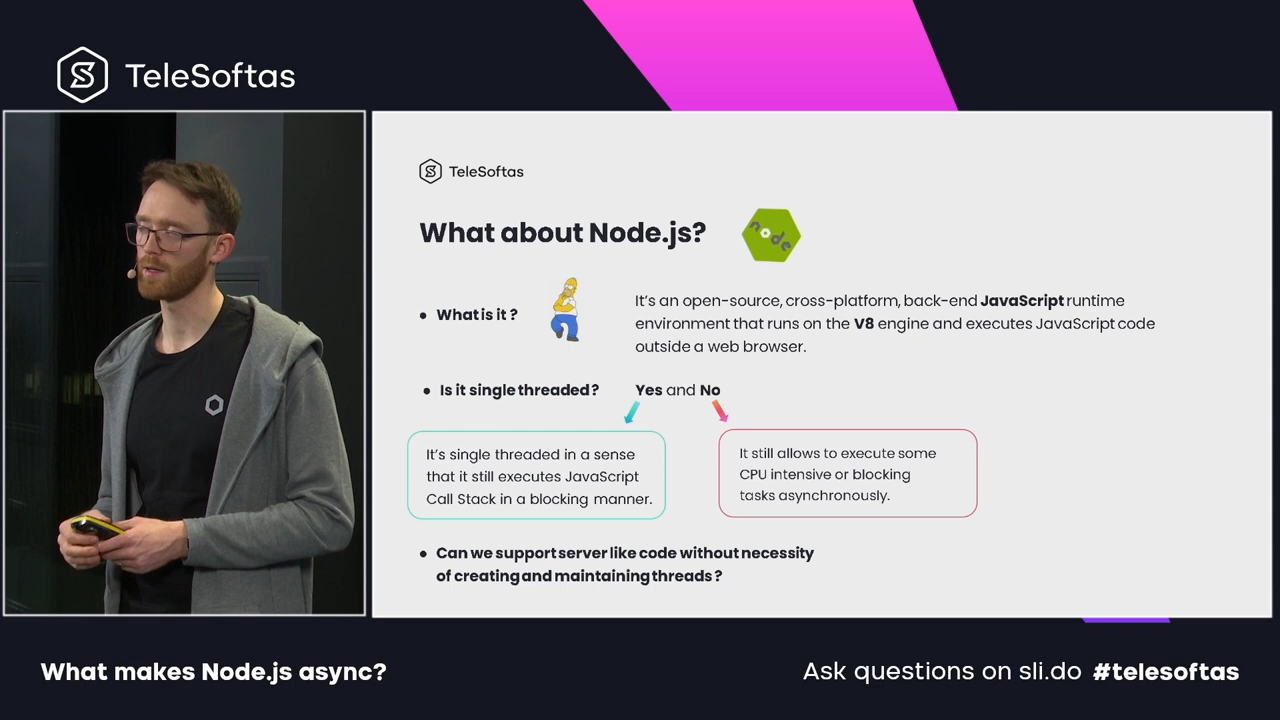 TeleSoftas
TeleSoftas
What about Node.js?
node
What is it ?
It's an open-source, cross-platform, back-end JavaScript runtime
environment that runs on the V8 engine and executes JavaScript code
outside a web browser.
Is it single threaded ?
Yes and No
It's single threaded in a sense
that it still executes JavaScript
Call Stack in a blocking manner.
It still allows to execute some
CPU intensive or blocking
tasks asynchronously.
Can we support server like code without necessity
of creating and maintaining threads ?
What makes Node.js async?
Ask questions on sli.do #telesoftas